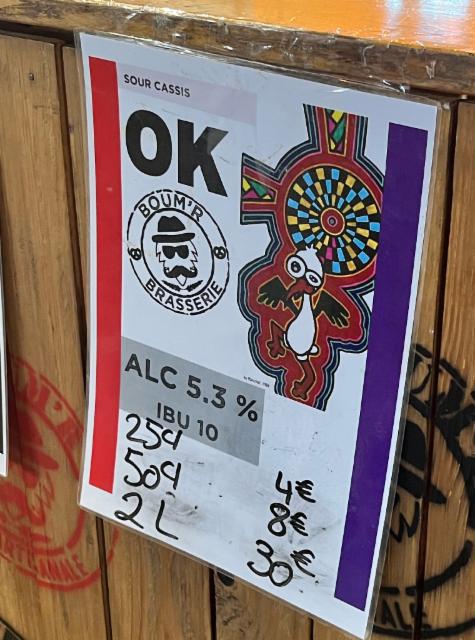 SOUR CASSIS
OK
BOUM'R
BRASSERIE
ALC 5.3 %
IBU 10
25cl 4€
50cl 8€
2L 30€